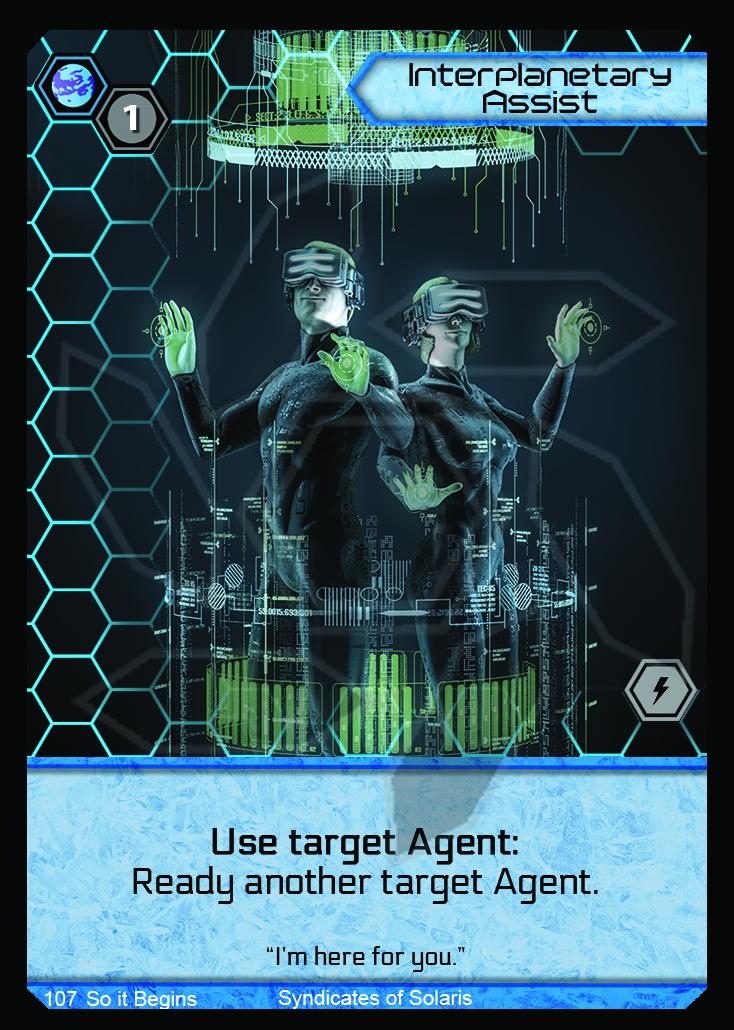 Interplanetary
Assist
1
Use target Agent:
Ready another target Agent.
“I'm here for you.”
107 So it Begins
Syndicates of Solaris